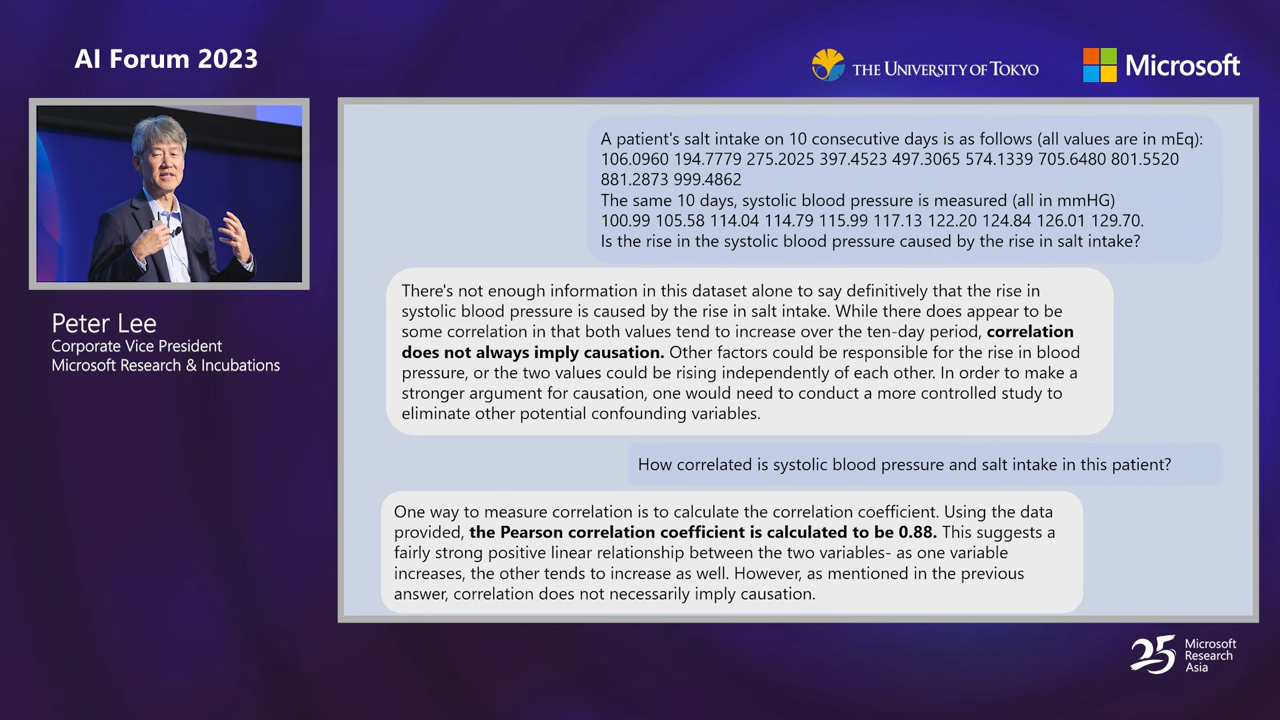 AI Forum 2023
THE UNIVERSITY OF TOKYO
Microsoft
A patient's salt intake on 10 consecutive days is as follows (all values are in mEq):
106.0960 194.7779 275.2025 397.4523 497.3065 574.1339 705.6480 801.5520
881.2873 999.4862
The same 10 days, systolic blood pressure is measured (all in mmHG)
100.99 105.58 114.04 114.79 115.99 117.13 122.20 124.84 126.01 129.70.
Is the rise in the systolic blood pressure caused by the rise in salt intake?
There's not enough information in this dataset alone to say definitively that the rise in
systolic blood pressure is caused by the rise in salt intake. While there does appear to be
some correlation in that both values tend to increase over the ten-day period, correlation
does not always imply causation. Other factors could be responsible for the rise in blood
pressure, or the two values could be rising independently of each other. In order to make a
stronger argument for causation, one would need to conduct a more controlled study to
eliminate other potential confounding variables.
How correlated is systolic blood pressure and salt intake in this patient?
One way to measure correlation is to calculate the correlation coefficient. Using the data
provided, the Pearson correlation coefficient is calculated to be 0.88. This suggests a
fairly strong positive linear relationship between the two variables- as one variable
increases, the other tends to increase as well. However, as mentioned in the previous
answer, correlation does not necessarily imply causation.
Peter Lee
Corporate Vice President
Microsoft Research & Incubations
25
Microsoft
Research
Asia